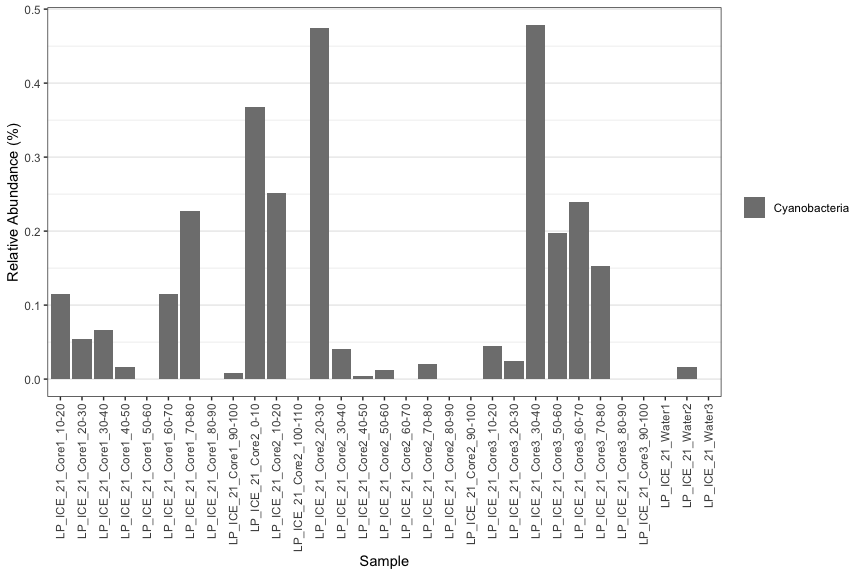 Relative Abundance (%)
0.5
0.4
0.3
0.2
0.1
0.0
LP_ICE_21_Core1_10-20
LP_ICE_21_Core1_20-30
LP_ICE_21_Core1_30-40
LP_ICE_21_Core1_40-50
LP_ICE_21_Core1_50-60
LP_ICE_21_Core1_60-70
LP_ICE_21_Core1_70-80
LP_ICE_21_Core1_80-90
LP_ICE_21_Core1_90-100
LP_ICE_21_Core2_0-10
LP_ICE_21_Core2_10-20
LP_ICE_21_Core2_100-110
LP_ICE_21_Core2_20-30
LP_ICE_21_Core2_30-40
LP_ICE_21_Core2_40-50
LP_ICE_21_Core2_50-60
LP_ICE_21_Core2_60-70
LP_ICE_21_Core2_70-80
LP_ICE_21_Core2_80-90
LP_ICE_21_Core2_90-100
LP_ICE_21_Core3_10-20
LP_ICE_21_Core3_20-30
LP_ICE_21_Core3_30-40
LP_ICE_21_Core3_50-60
LP_ICE_21_Core3_60-70
LP_ICE_21_Core3_70-80
LP_ICE_21_Core3_80-90
LP_ICE_21_Core3_90-100
LP_ICE_21_Water1
LP_ICE_21_Water2
LP_ICE_21_Water3
Sample
Cyanobacteria